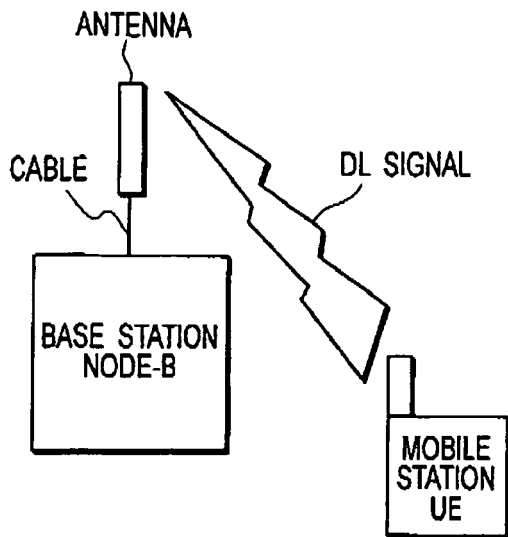 ANTENNA
CABLE
DL SIGNAL
BASE STATION
NODE-B
MOBILE
STATION
UE